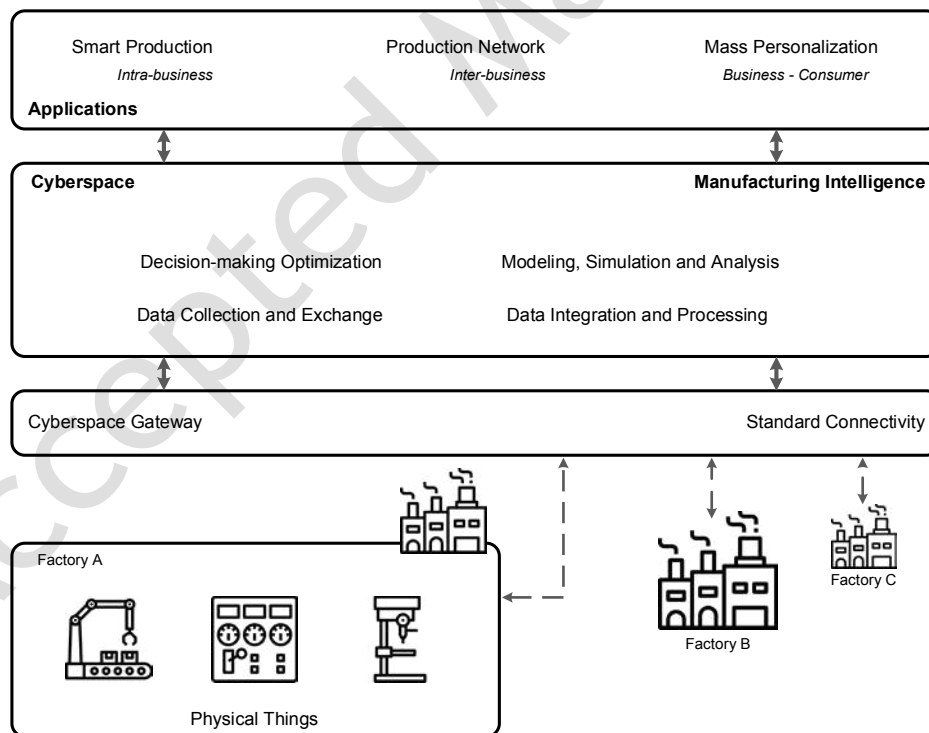 Smart Production
Production Network
Mass Personalization
Intra-business
Inter-business
Business - Consumer
Applications
Cyberspace
Manufacturing Intelligence
Decision-making Optimization
Modeling, Simulation and Analysis
Data Collection and Exchange
Data Integration and Processing
Cyberspace Gateway
Standard Connectivity
Factory A
Factory C
Factory B
Physical Things
Accepted Ma